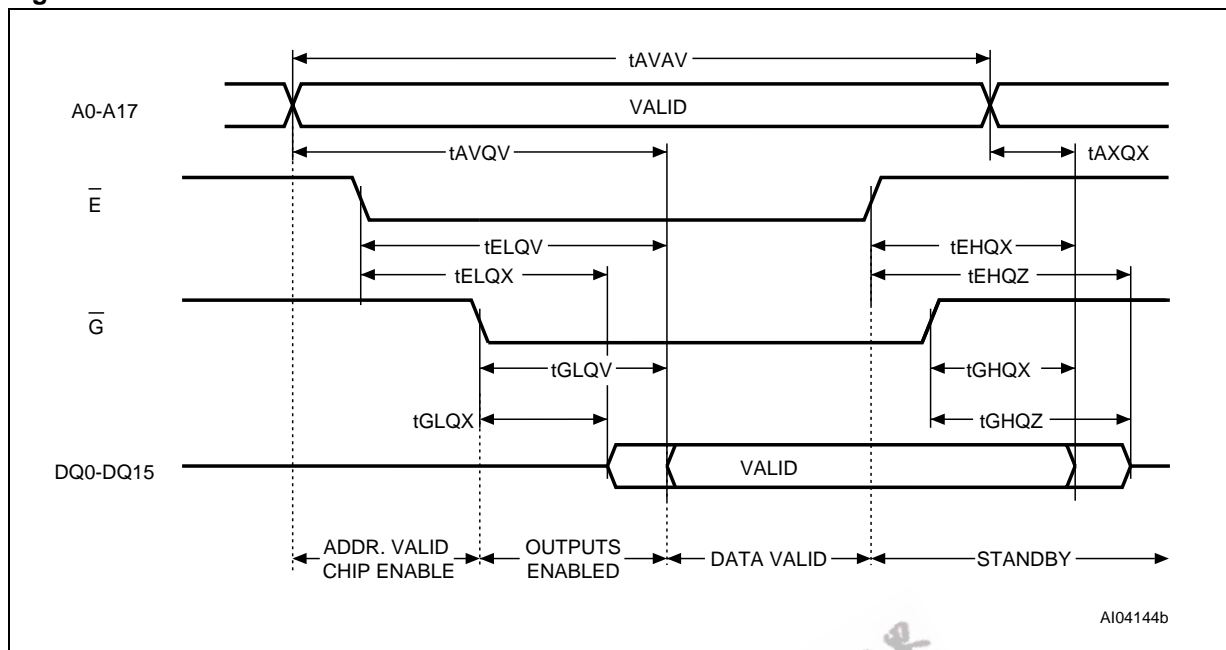 tAVAV
A0-A17
VALID
tAVQV
tAXQX
E
tELQV
tEHQX
tELQX
tEHQZ
G
tGLQV
tGHQX
tGLQX
tGHQZ
DQ0-DQ15
VALID
ADDR. VALID
CHIP ENABLE
OUTPUTS
ENABLED
DATA VALID
STANDBY
AI04144b